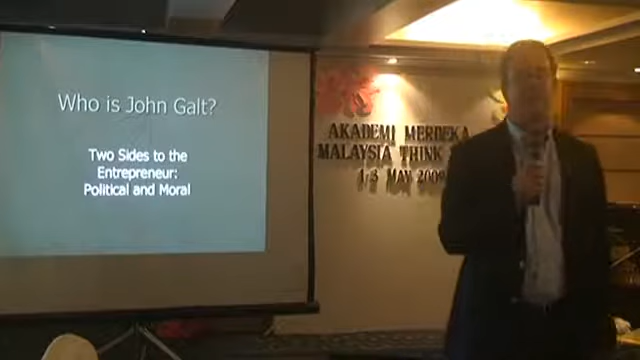 Who is John Galt?
Two Sides to the
Entrepreneur:
Political and Moral
AKADEMI MERDEKA
MALAYSIA THINK
1-3 MAY 2009